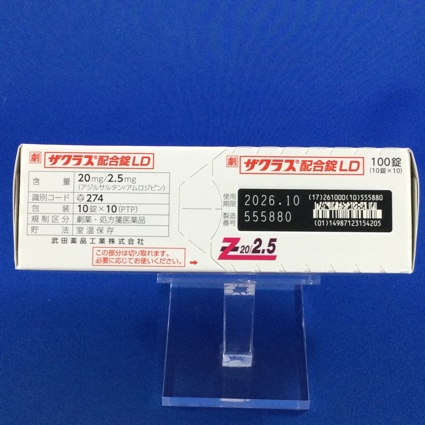 劇 ザクラス®配合錠LD
含量 20mg/2.5mg
(アジルサルタン/アムロジピン)
識別コード 274
包装 10錠×10(PTP)
規制区分 劇薬・処方箋医薬品
貯法 室温保存
武田薬品工業株式会社
この部分は切り取れます。
必要に応じてお使いください。
劇 ザクラス®配合錠LD 100錠
(10錠×10)
使用期限 2026.10
製造番号 555880
(17)261000(10)555880
(01)14987123154205
Z20/2.5